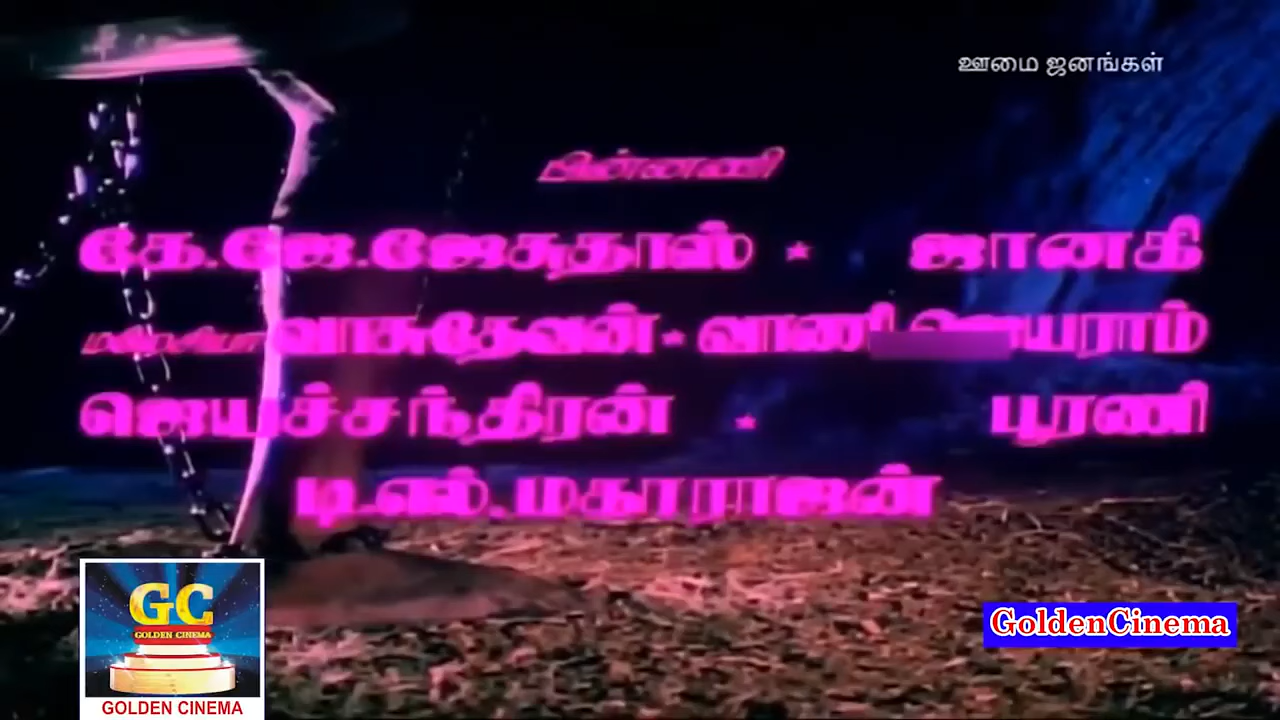 ஊமை ஜனங்கள்
பின்னணி
கே.ஜே.ஜேசுதாஸ் * ஜானகி
மலேசியா வாசுதேவன் * வாணி ஜெயராம்
ஜெயச்சந்திரன் * பூரணி
டி.எல்.மகாராஜன்
GC
GOLDEN CINEMA
GOLDEN CINEMA
GoldenCinema